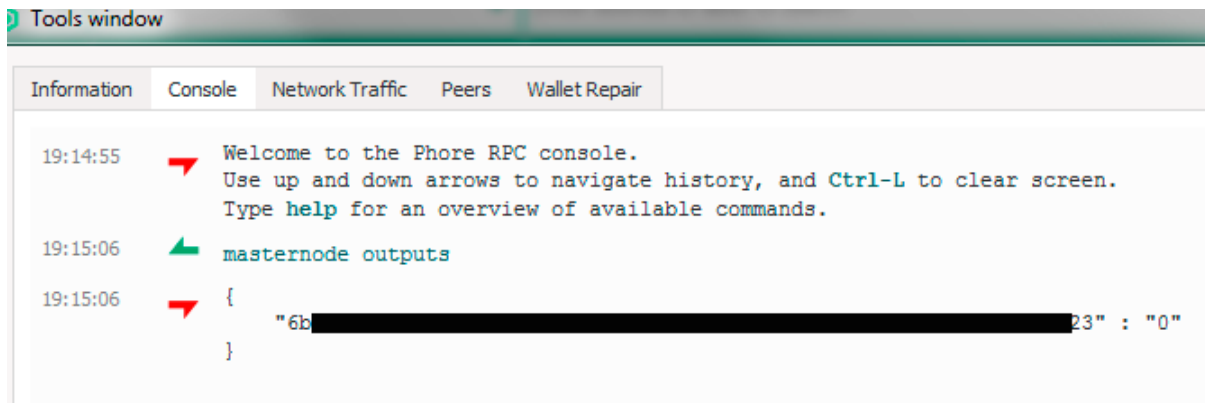 Tools window
Information Console Network Traffic Peers Wallet Repair
19:14:55 Welcome to the Phore RPC console.
Use up and down arrows to navigate history, and Ctrl-L to clear screen.
Type help for an overview of available commands.
19:15:06 masternode outputs
19:15:06 {
"6b 23" : "0"
}